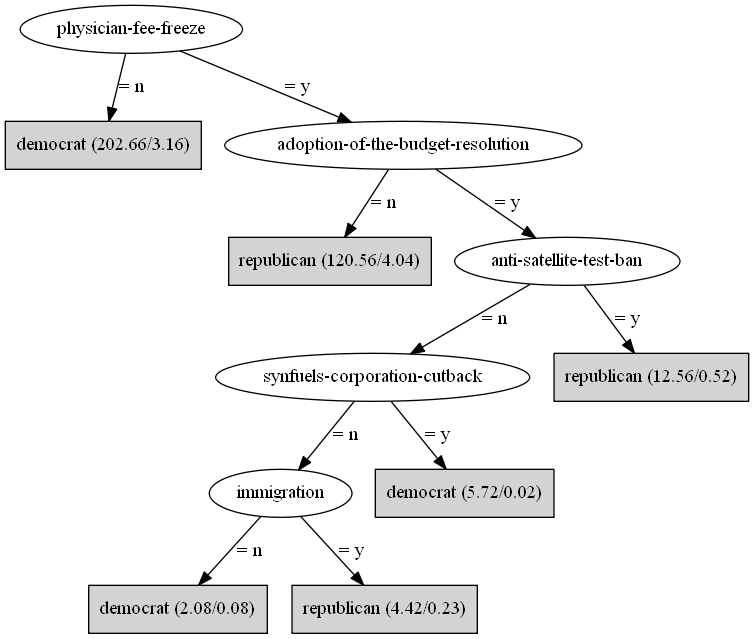 physician-fee-freeze
= n
= y
democrat (202.66/3.16)
adoption-of-the-budget-resolution
= n
= y
republican (120.56/4.04)
anti-satellite-test-ban
= n
= y
synfuels-corporation-cutback
republican (12.56/0.52)
= n
= y
immigration
democrat (5.72/0.02)
= n
= y
democrat (2.08/0.08)
republican (4.42/0.23)